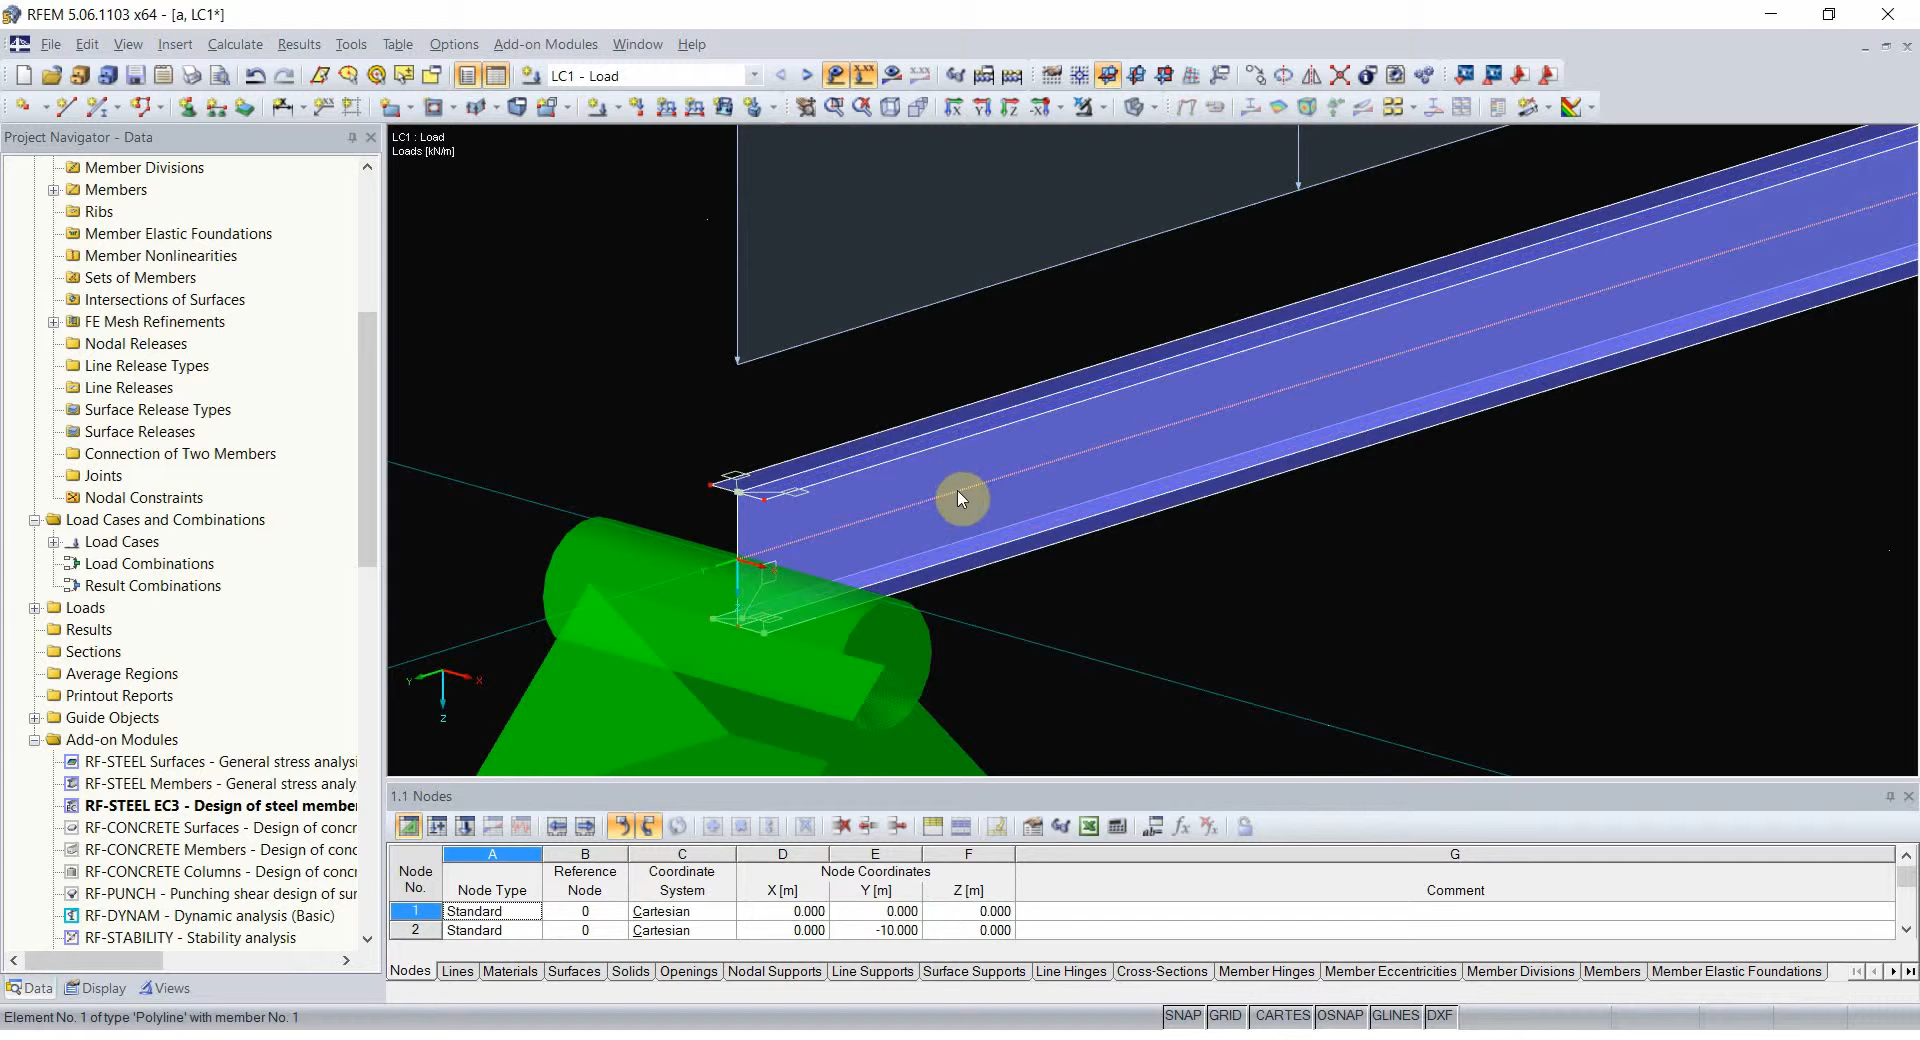 RFEM 5.06.1103 x64 - [a, LC1*]
File Edit View Insert Calculate Results Tools Table Options Add-on Modules Window Help
LC1 - Load
Project Navigator - Data
Member Divisions
Members
Ribs
Member Elastic Foundations
Member Nonlinearities
Sets of Members
Intersections of Surfaces
FE Mesh Refinements
Nodal Releases
Line Release Types
Line Releases
Surface Release Types
Surface Releases
Connection of Two Members
Joints
Nodal Constraints
Load Cases and Combinations
Load Cases
Load Combinations
Result Combinations
Loads
Results
Sections
Average Regions
Printout Reports
Guide Objects
Add-on Modules
RF-STEEL Surfaces - General stress analysi
RF-STEEL Members - General stress analy
RF-STEEL EC3 - Design of steel membe
RF-CONCRETE Surfaces - Design of concr
RF-CONCRETE Members - Design of conc
RF-CONCRETE Columns - Design of concr
RF-PUNCH - Punching shear design of sur
RF-DYNAM - Dynamic analysis (Basic)
RF-STABILITY - Stability analysis
Data Display Views
LC1 : Load
Loads [kN/m]
Y X
Z
1.1 Nodes
A B C D E F G
Node No. Node Type Reference Node Coordinate System Node Coordinates X [m] Y [m] Z [m] Comment
1 Standard 0 Cartesian 0.000 0.000 0.000
2 Standard 0 Cartesian 0.000 -10.000 0.000
Nodes Lines Materials Surfaces Solids Openings Nodal Supports Line Supports Surface Supports Line Hinges Cross-Sections Member Hinges Member Eccentricities Member Divisions Members Member Elastic Foundations
Element No. 1 of type 'Polyline' with member No. 1
SNAP GRID CARTES OSNAP GLINES DXF